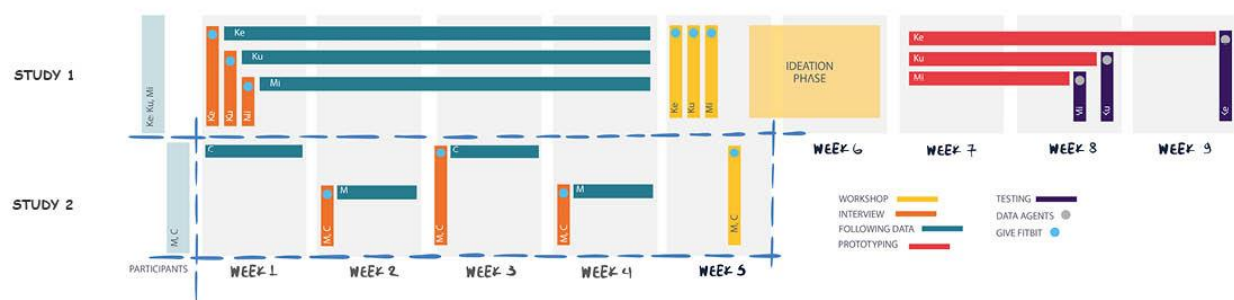 STUDY 1
Ke; Ku, Mi
Ke
Ku
Mi
Ke
Ku
Mi
Ke
Ku
Mi
IDEATION
PHASE
Ke
Ku
Mi
Mi
Ku
Ke
STUDY 2
M, C
C
M, C
M
M, C
C
M, C
M
M, C
WEEK 6
WEEK 7
WEEK 8
WEEK 9
WORKSHOP
INTERVIEW
FOLLOWING DATA
PROTOTYPING
TESTING
DATA AGENTS
GIVE FITBIT
PARTICIPANTS
WEEK 1
WEEK 2
WEEK 3
WEEK 4
WEEK 5